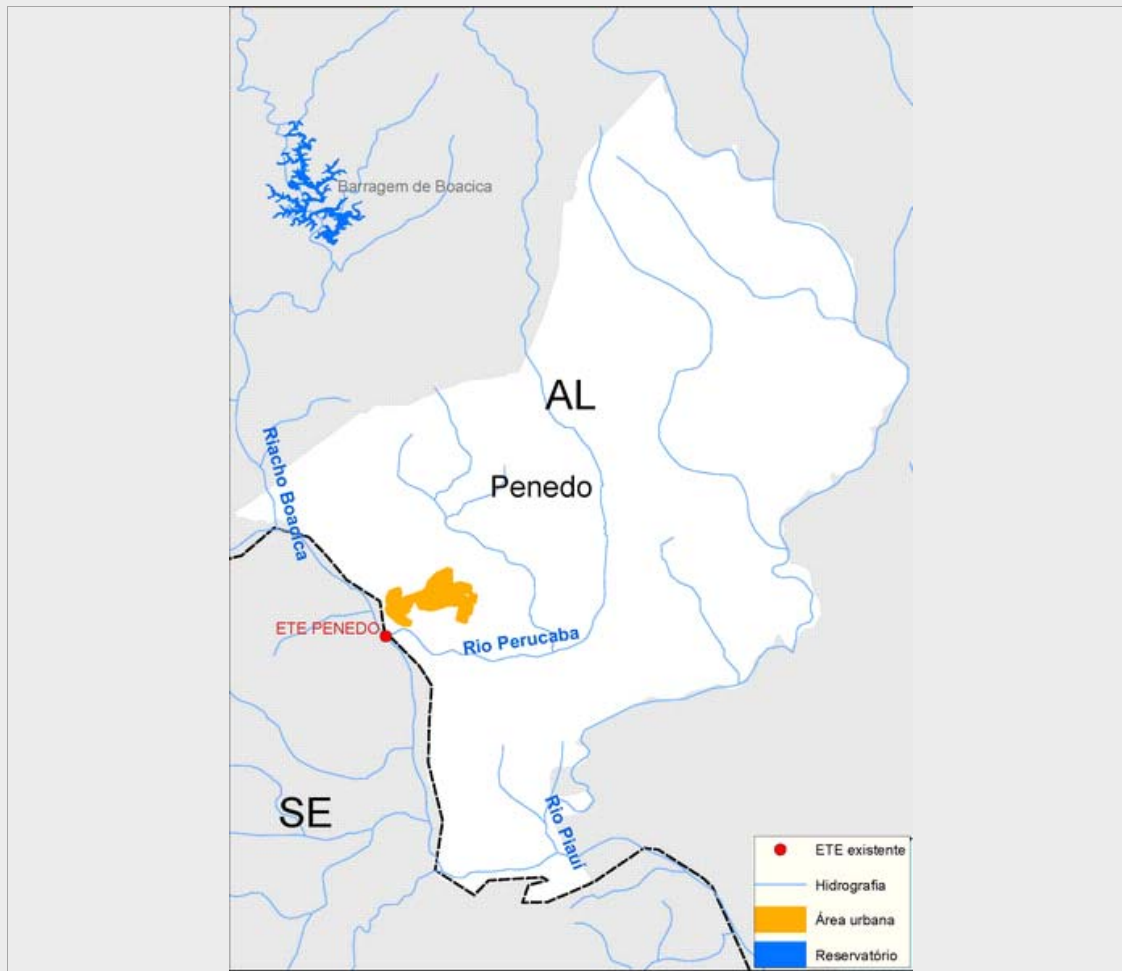 Barragem de Boacica
AL
Riacho Boacica
Penedo
ETE PENEDO
Rio Perucaba
SE
Rio Piauí
ETE existente
Hidrografia
Área urbana
Reservatório